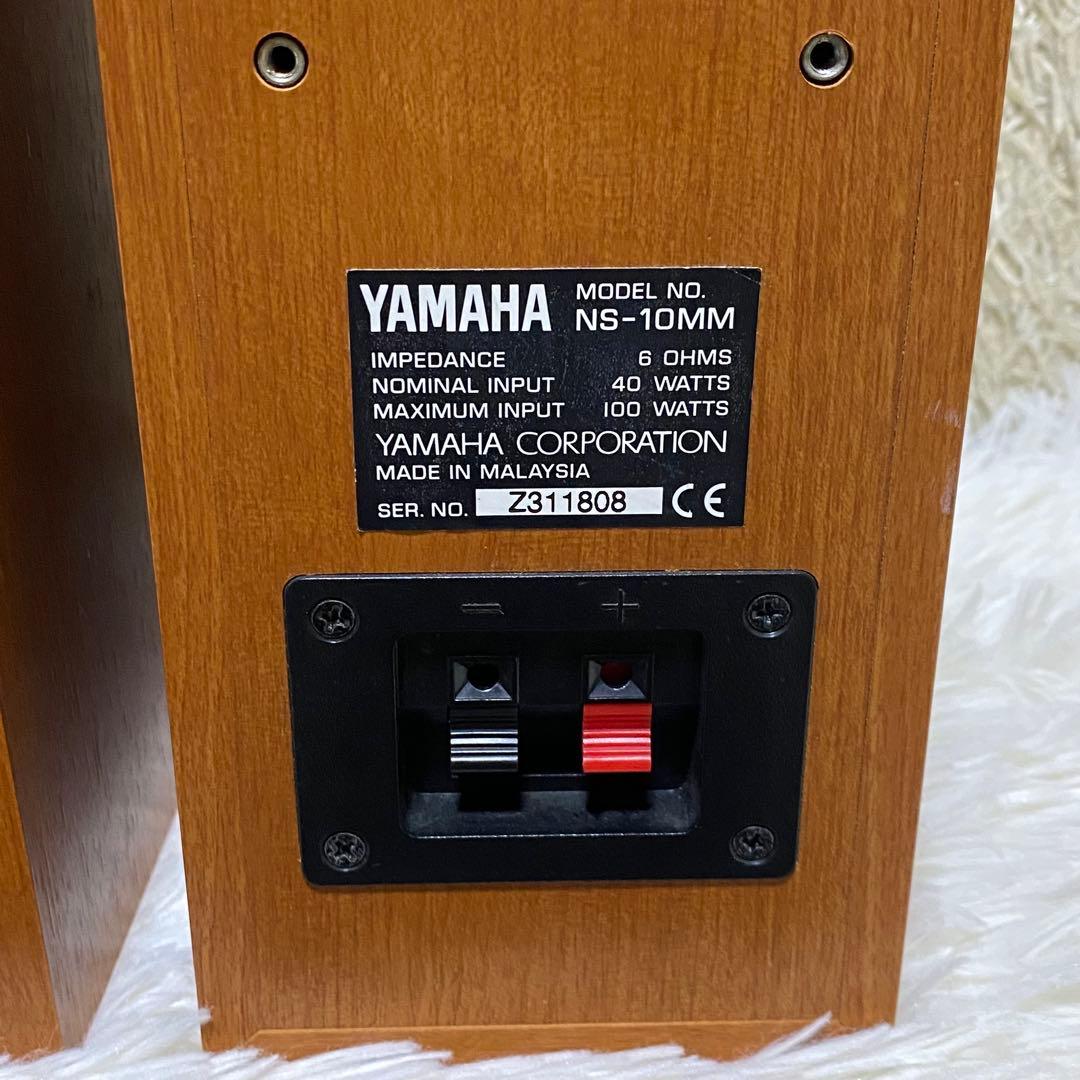 YAMAHA MODEL NO.
NS-10MM
IMPEDANCE 6 OHMS
NOMINAL INPUT 40 WATTS
MAXIMUM INPUT 100 WATTS
YAMAHA CORPORATION
MADE IN MALAYSIA
SER. NO. Z311808 CE
− +